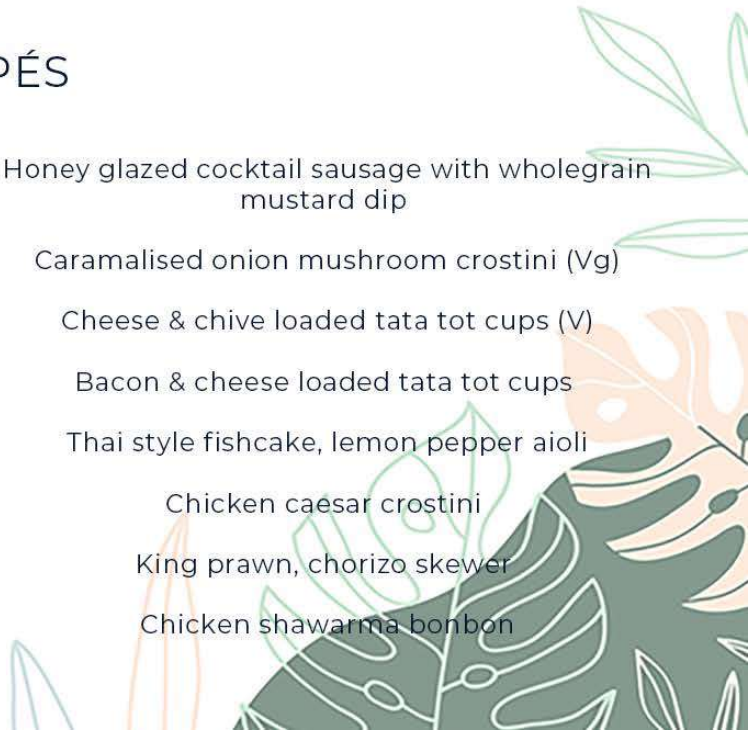 PÉS
Honey glazed cocktail sausage with wholegrain
mustard dip
Caramalised onion mushroom crostini (Vg)
Cheese & chive loaded tata tot cups (V)
Bacon & cheese loaded tata tot cups
Thai style fishcake, lemon pepper aioli
Chicken caesar crostini
King prawn, chorizo skewer
Chicken shawarma bonbon